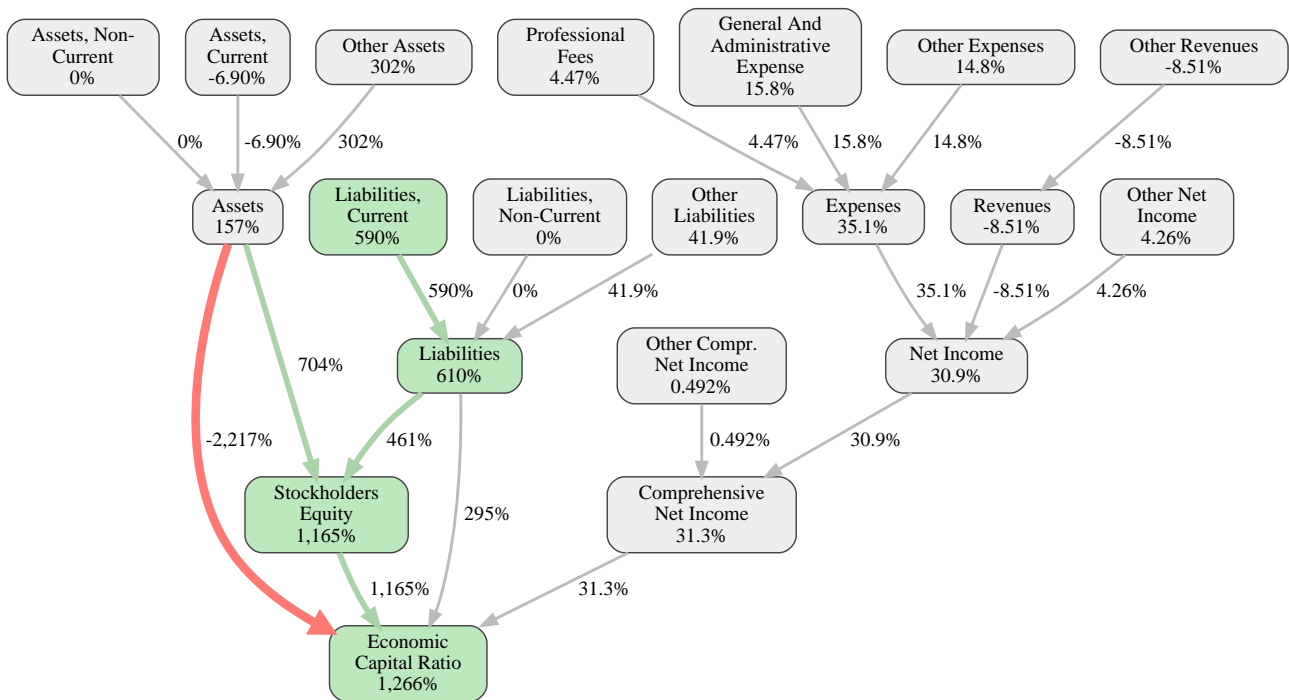 Assets, Non-
Current
0%
Assets,
Current
-6.90%
Other Assets
302%
Professional
Fees
4.47%
General And
Administrative
Expense
15.8%
Other Expenses
14.8%
Other Revenues
-8.51%
0%
-6.90%
302%
4.47%
15.8%
14.8%
-8.51%
Assets
157%
Liabilities,
Current
590%
Liabilities,
Non-Current
0%
Other
Liabilities
41.9%
Expenses
35.1%
Revenues
-8.51%
Other Net
Income
4.26%
590%
0%
41.9%
35.1%
-8.51%
4.26%
704%
Liabilities
610%
Other Compr.
Net Income
0.492%
Net Income
30.9%
-2,217%
461%
0.492%
30.9%
Stockholders
Equity
1,165%
295%
Comprehensive
Net Income
31.3%
1,165%
31.3%
Economic
Capital Ratio
1,266%